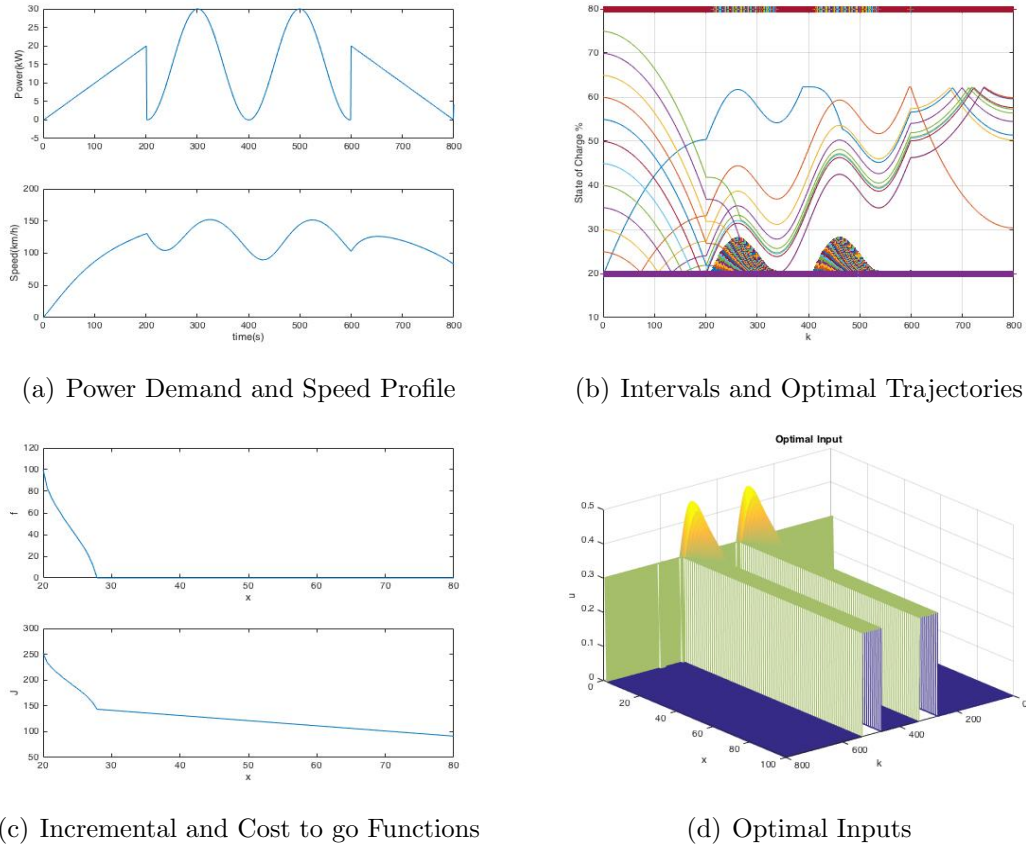 Power(kW)
30
25
20
15
10
5
0
-5
0 100 200 300 400 500 600 700 800
Speed(km/h)
200
150
100
50
0
0 100 200 300 400 500 600 700 800
time(s)
(a) Power Demand and Speed Profile
State of Charge %
80
70
60
50
40
30
20
10
0 100 200 300 400 500 600 700 800
k
(b) Intervals and Optimal Trajectories
f
120
100
80
60
40
20
0
20 30 40 50 60 70 80
x
J
300
250
200
150
100
50
20 30 40 50 60 70 80
x
(c) Incremental and Cost to go Functions
Optimal Input
u
0.5
0.4
0.3
0.2
0.1
0
0 20 40 60 80 100
x
800 600 400 200 0
k
(d) Optimal Inputs